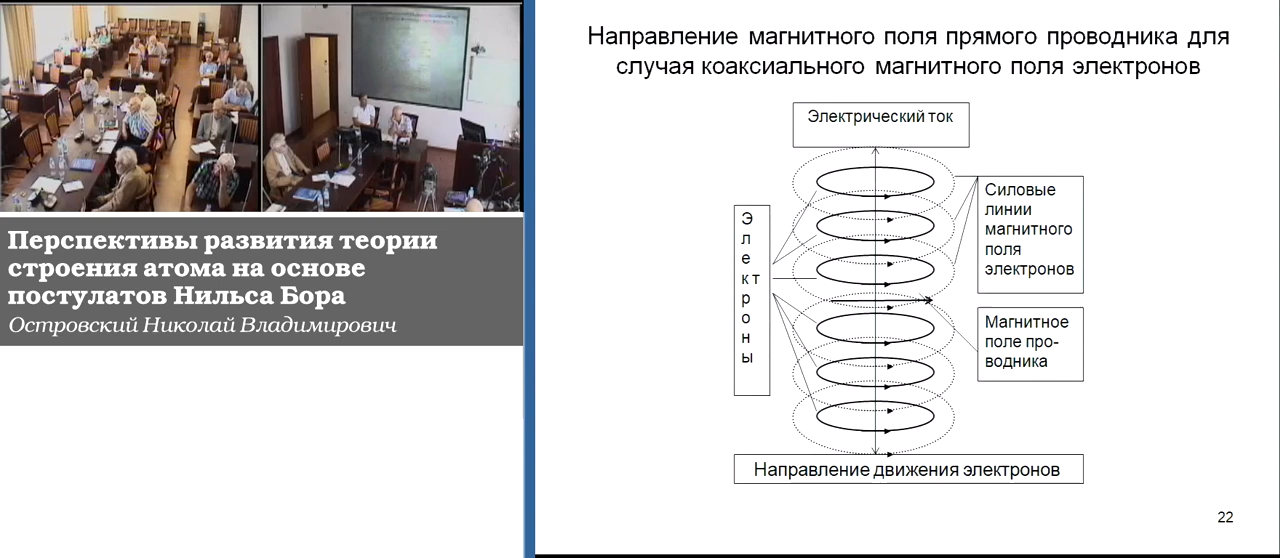 Перспективы развития теории
строения атома на основе
постулатов Нильса Бора
Островский Николай Владимирович
Направление магнитного поля прямого проводника для
случая коаксиального магнитного поля электронов
Электрический ток
Силовые
линии
магнитного
поля
электронов
Э
л
е
к т
р
о
н
ы
Магнитное
поле про-
водника
Направление движения электронов
22